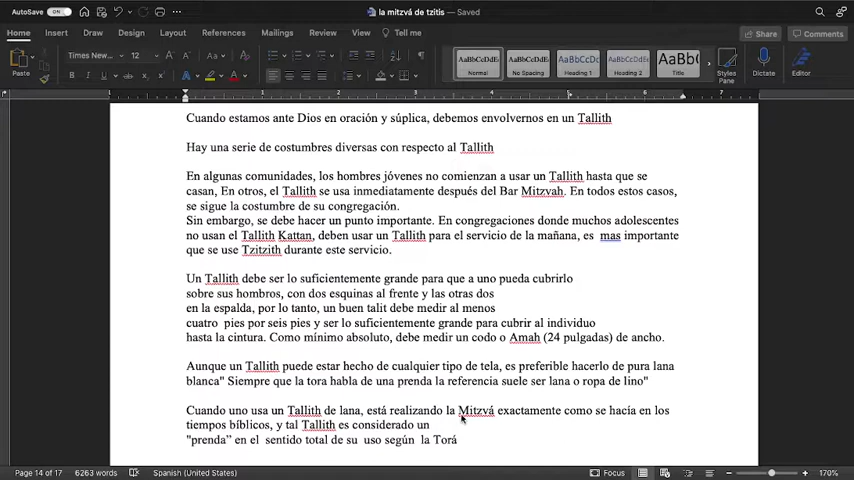 AutoSave ON la mitzvá de tzitis — Saved
Home Insert Draw Design Layout References Mailings Review View Tell me Share Comments
Paste Times New... 12 AaBbCcDdE AaBbCcDdE AaBbCcDc AaBbCcDdE AaBb( Styles Pane Dictate Editor
Normal No Spacing Heading 1 Heading 2 Title
1 1 2 3 4 5 7
Cuando estamos ante Dios en oración y súplica, debemos envolvernos en un Tallith
Hay una serie de costumbres diversas con respecto al Tallith
En algunas comunidades, los hombres jóvenes no comienzan a usar un Tallith hasta que se
casan, En otros, el Tallith se usa inmediatamente después del Bar Mitzvah. En todos estos casos,
se sigue la costumbre de su congregación.
Sin embargo, se debe hacer un punto importante. En congregaciones donde muchos adolescentes
no usan el Tallith Kattan, deben usar un Tallith para el servicio de la mañana, es mas importante
que se use Tzitzith durante este servicio.
Un Tallith debe ser lo suficientemente grande para que a uno pueda cubrirlo
sobre sus hombros, con dos esquinas al frente y las otras dos
en la espalda, por lo tanto, un buen talit debe medir al menos
cuatro pies por seis pies y ser lo suficientemente grande para cubrir al individuo
hasta la cintura. Como mínimo absoluto, debe medir un codo o Amah (24 pulgadas) de ancho.
Aunque un Tallith puede estar hecho de cualquier tipo de tela, es preferible hacerlo de pura lana
blanca" Siempre que la tora habla de una prenda la referencia suele ser lana o ropa de lino"
Cuando uno usa un Tallith de lana, está realizando la Mitzvá exactamente como se hacía en los
tiempos bíblicos, y tal Tallith es considerado un
"prenda” en el sentido total de su uso según la Torá
Page 14 of 17 6263 words Spanish (United States) Focus 170%